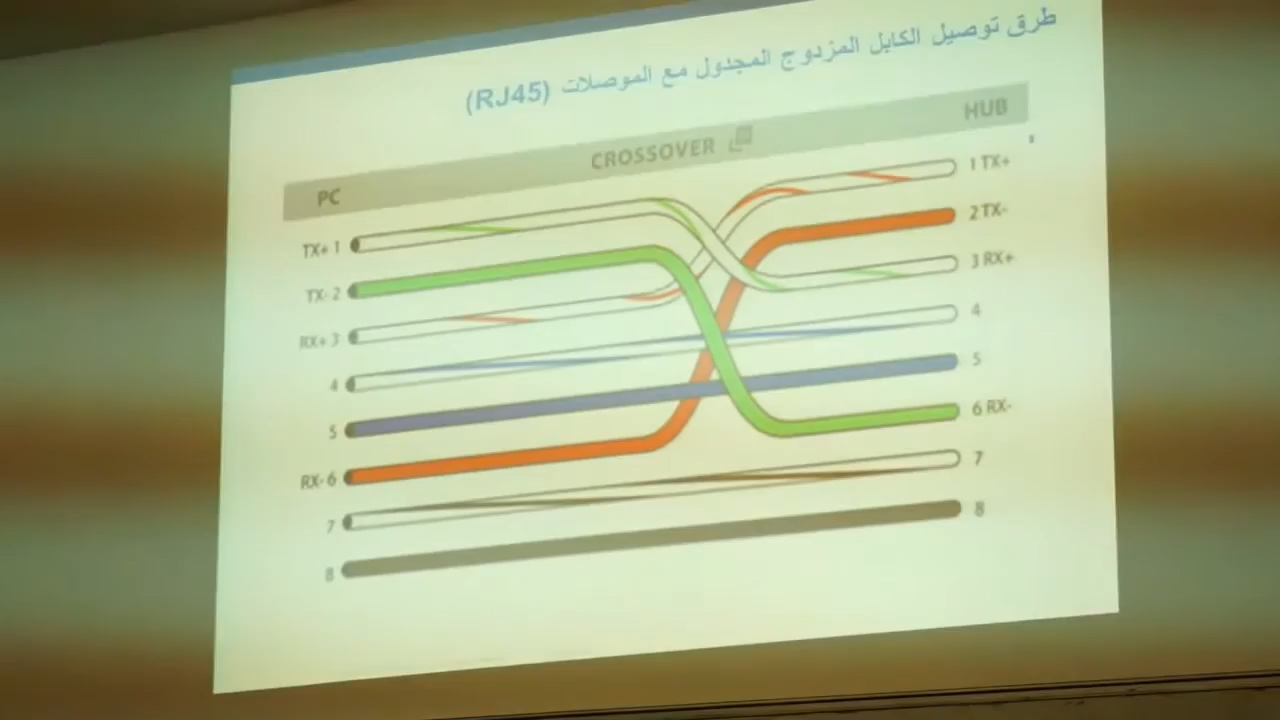 طرق توصيل الكابل المزدوج المجدول مع الموصلات (RJ45)
PC CROSSOVER HUB
TX+ 1 1 TX+
TX- 2 2 TX-
RX+ 3 3 RX+
4 4
5 5
RX- 6 6 RX-
7 7
8 8